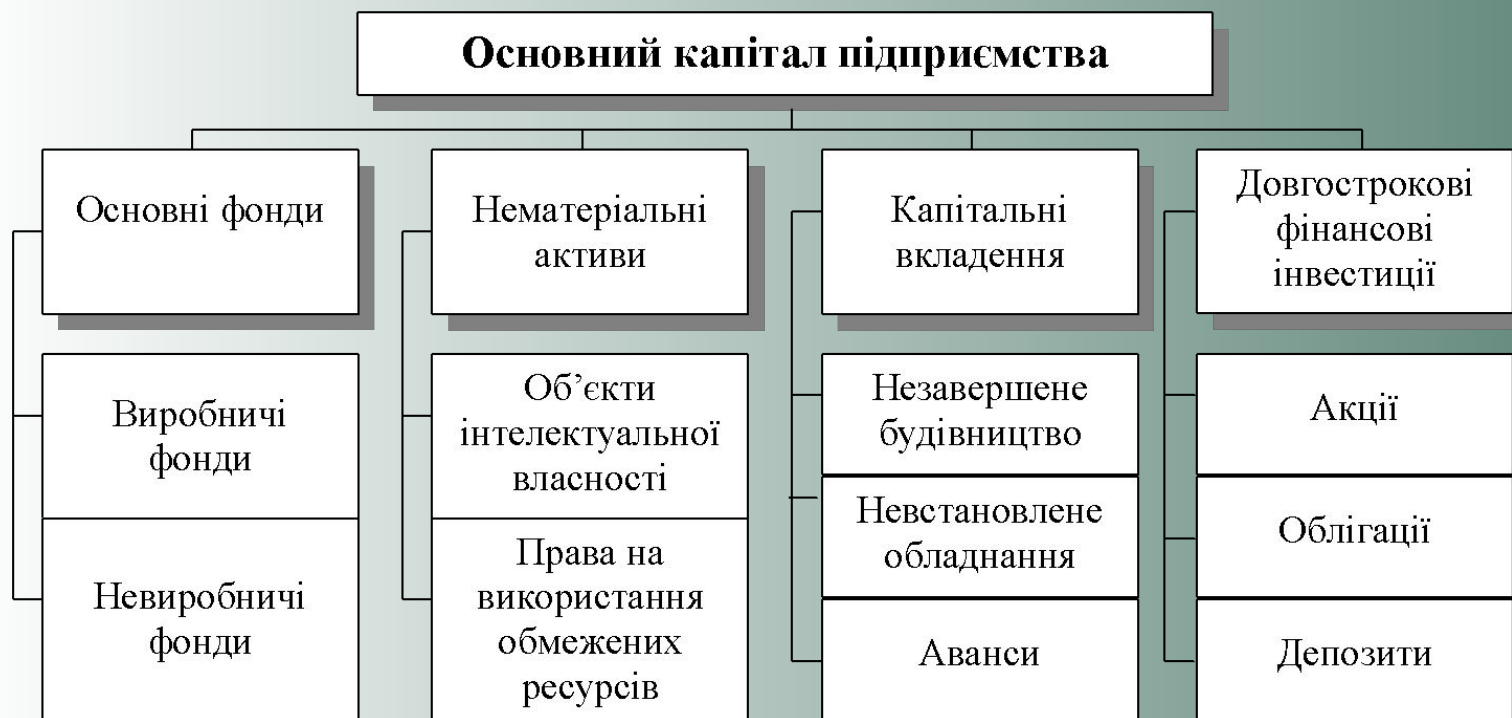 Основний капітал підприємства
Основні фонди
Нематеріальні
активи
Капітальні
вкладення
Довгострокові
фінансові
інвестиції
Виробничі
фонди
Невиробничі
фонди
Об’єкти
інтелектуальної
власності
Права на
використання
обмежених
ресурсів
Незавершене
будівництво
Невстановлене
обладнання
Аванси
Акції
Облігації
Депозити